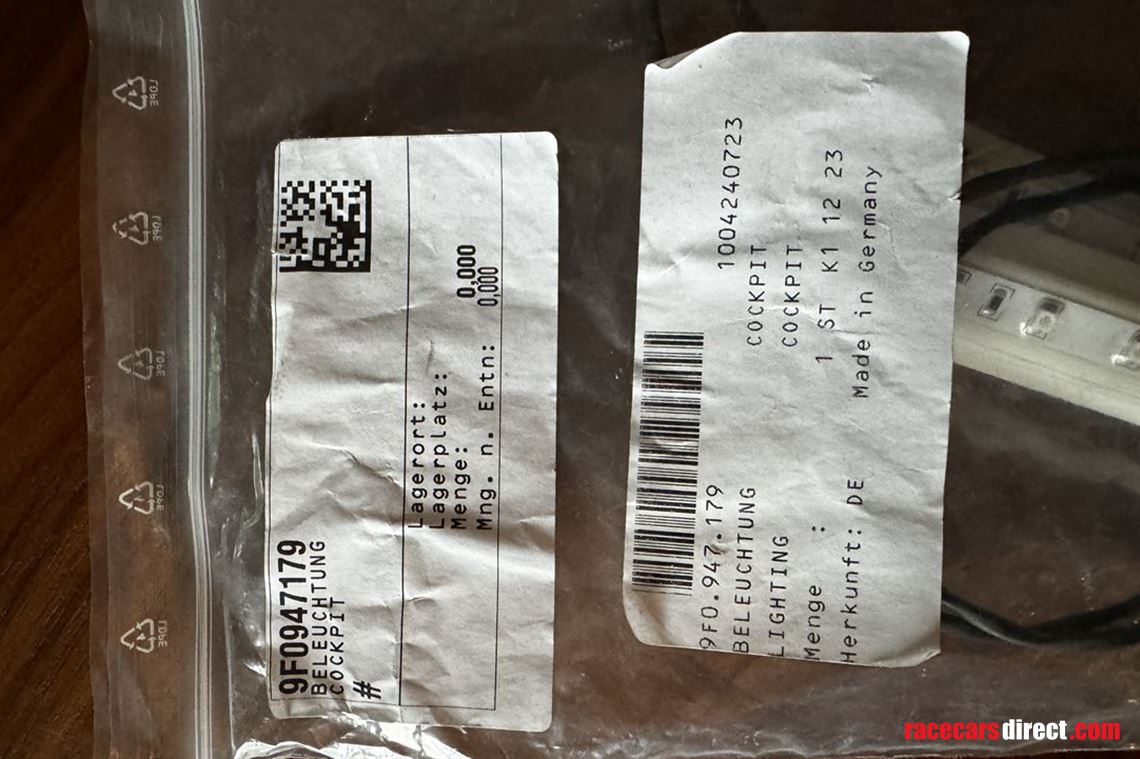 9F0947179
BELEUCHTUNG
COCKPIT
#
Lagerort:
Lagerplatz:
Menge: 0,000
Mng. n. Entn: 0,000
9F0.947.179 1004240723
BELEUCHTUNG COCKPIT
LIGHTING COCKPIT
Menge : 1 ST K1 12 23
Herkunft: DE Made in Germany
LDPE
LDPE
LDPE
LDPE
LDPE
racecarsdirect.com